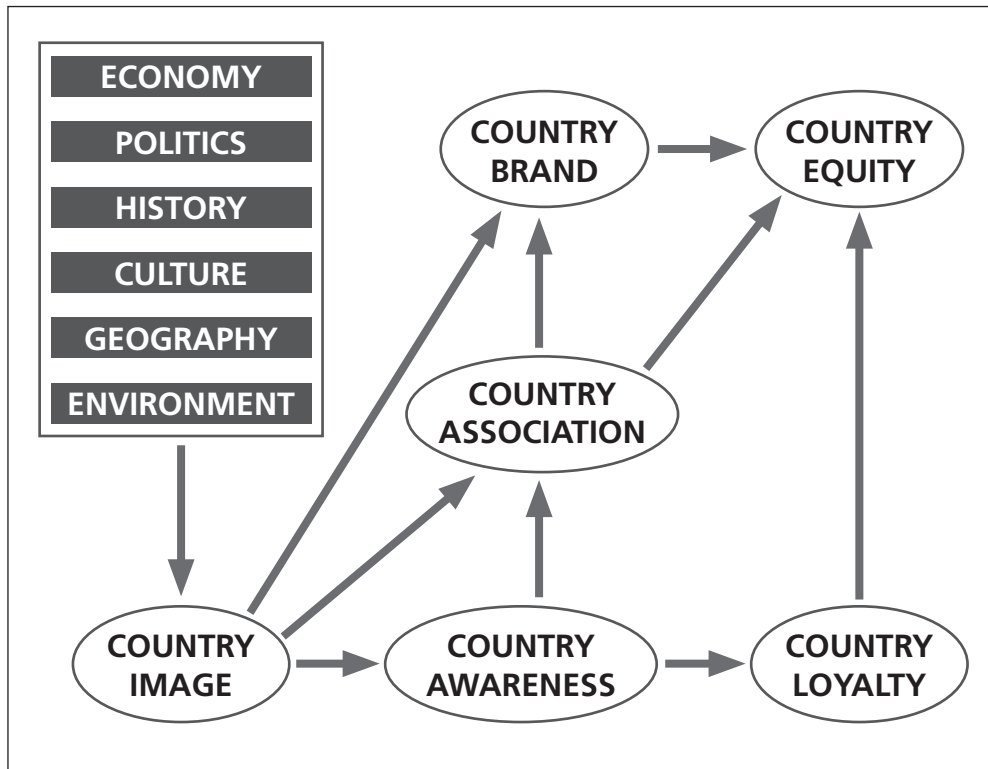 ECONOMY
POLITICS
HISTORY
CULTURE
GEOGRAPHY
ENVIRONMENT
COUNTRY
BRAND
COUNTRY
EQUITY
COUNTRY
ASSOCIATION
COUNTRY
IMAGE
COUNTRY
AWARENESS
COUNTRY
LOYALTY